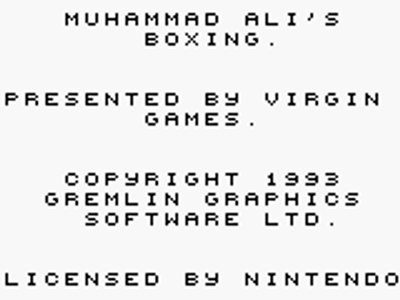 MUHAMMAD ALI'S
BOXING.
PRESENTED BY VIRGIN
GAMES.
COPYRIGHT 1993
GREMLIN GRAPHICS
SOFTWARE LTD.
LICENSED BY NINTENDO